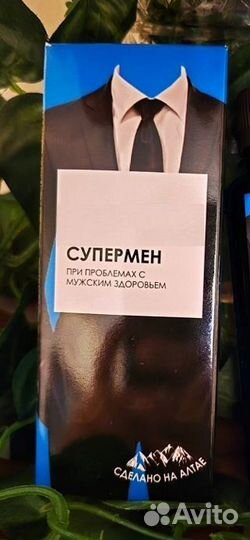 СУПЕРМЕН
ПРИ ПРОБЛЕМАХ С
МУЖСКИМ ЗДОРОВЬЕМ
СДЕЛАНО НА АЛТАЕ
Avito